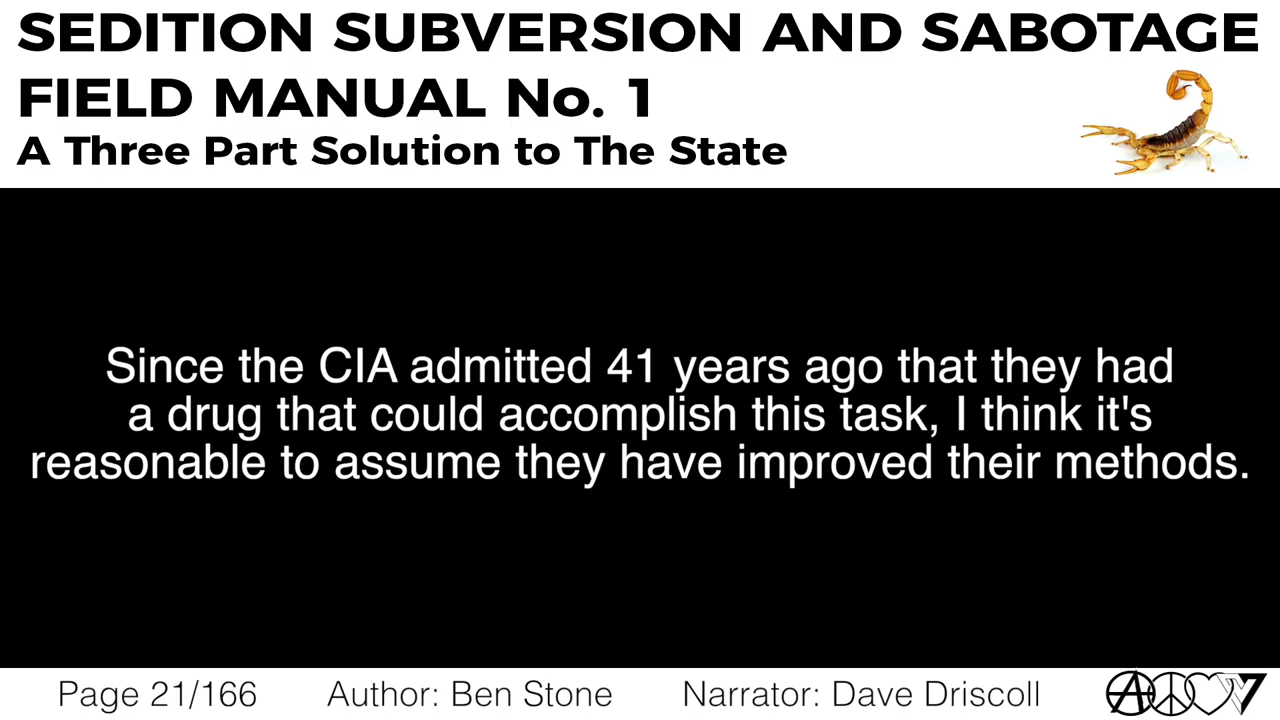 SEDITION SUBVERSION AND SABOTAGE
FIELD MANUAL No. 1
A Three Part Solution to The State
Since the CIA admitted 41 years ago that they had
a drug that could accomplish this task, I think it's
reasonable to assume they have improved their methods.
Page 21/166 Author: Ben Stone Narrator: Dave Driscoll